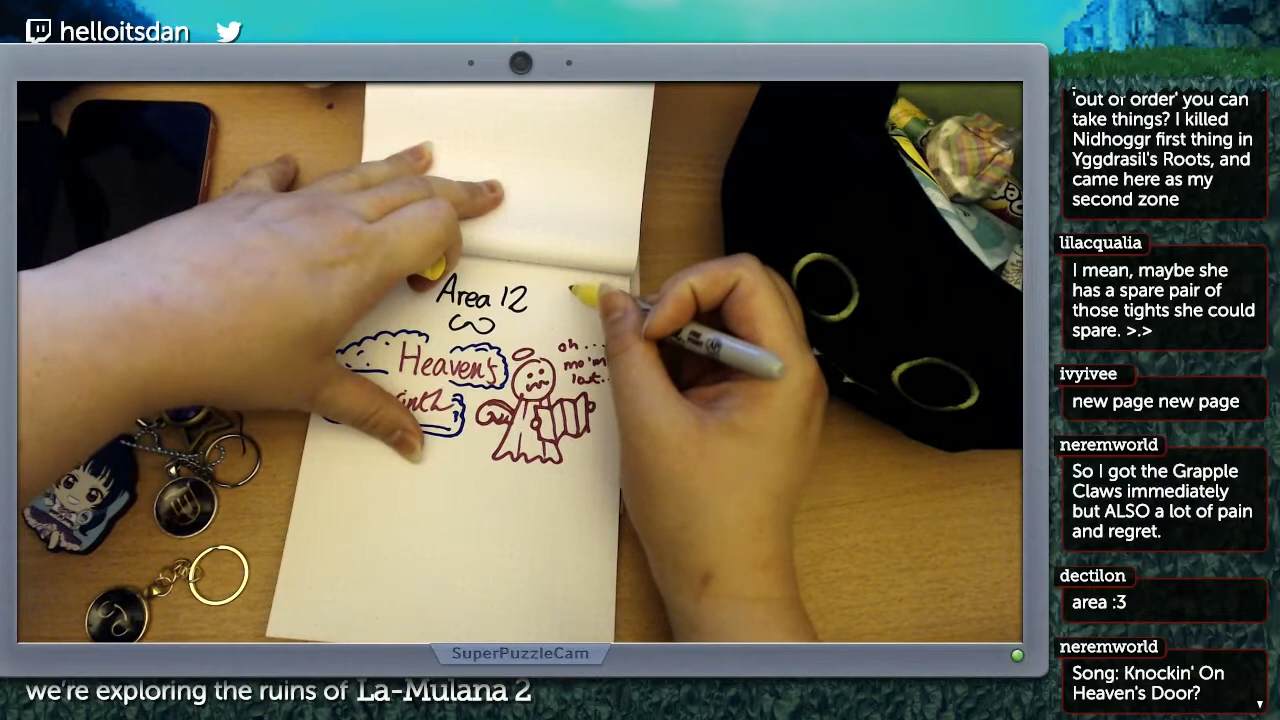 helloitsdan
'out of order' you can
take things? I killed
Nidhoggr first thing in
Yggdrasil's Roots, and
came here as my
second zone
lilacqualia
I mean, maybe she
has a spare pair of
those tights she could
spare. >.>
ivyivee
new page new page
neremworld
So I got the Grapple
Claws immediately
but ALSO a lot of pain
and regret.
dectilon
area :3
neremworld
Song: Knockin' On
Heaven's Door?
Area 12
Heaven's
oh...
SuperPuzzleCam
we're exploring the ruins of La-Mulana 2